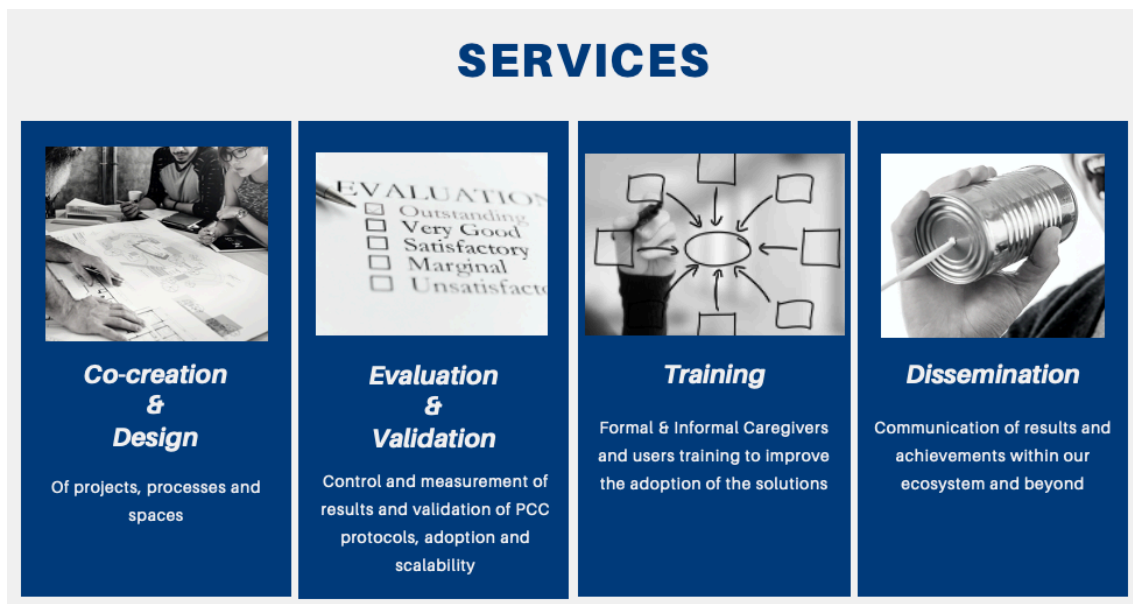 SERVICES
EVALUATION
Outstanding
Very Good
Satisfactory
Marginal
Co-creation
&
Design
Of projects, processes and
spaces
Evaluation
&
Validation
Control and measurement of
results and validation of PCC
protocols, adoption and
scalability
Training
Formal & Informal Caregivers
and users training to improve
the adoption of the solutions
Dissemination
Communication of results and
achievements within our
ecosystem and beyond